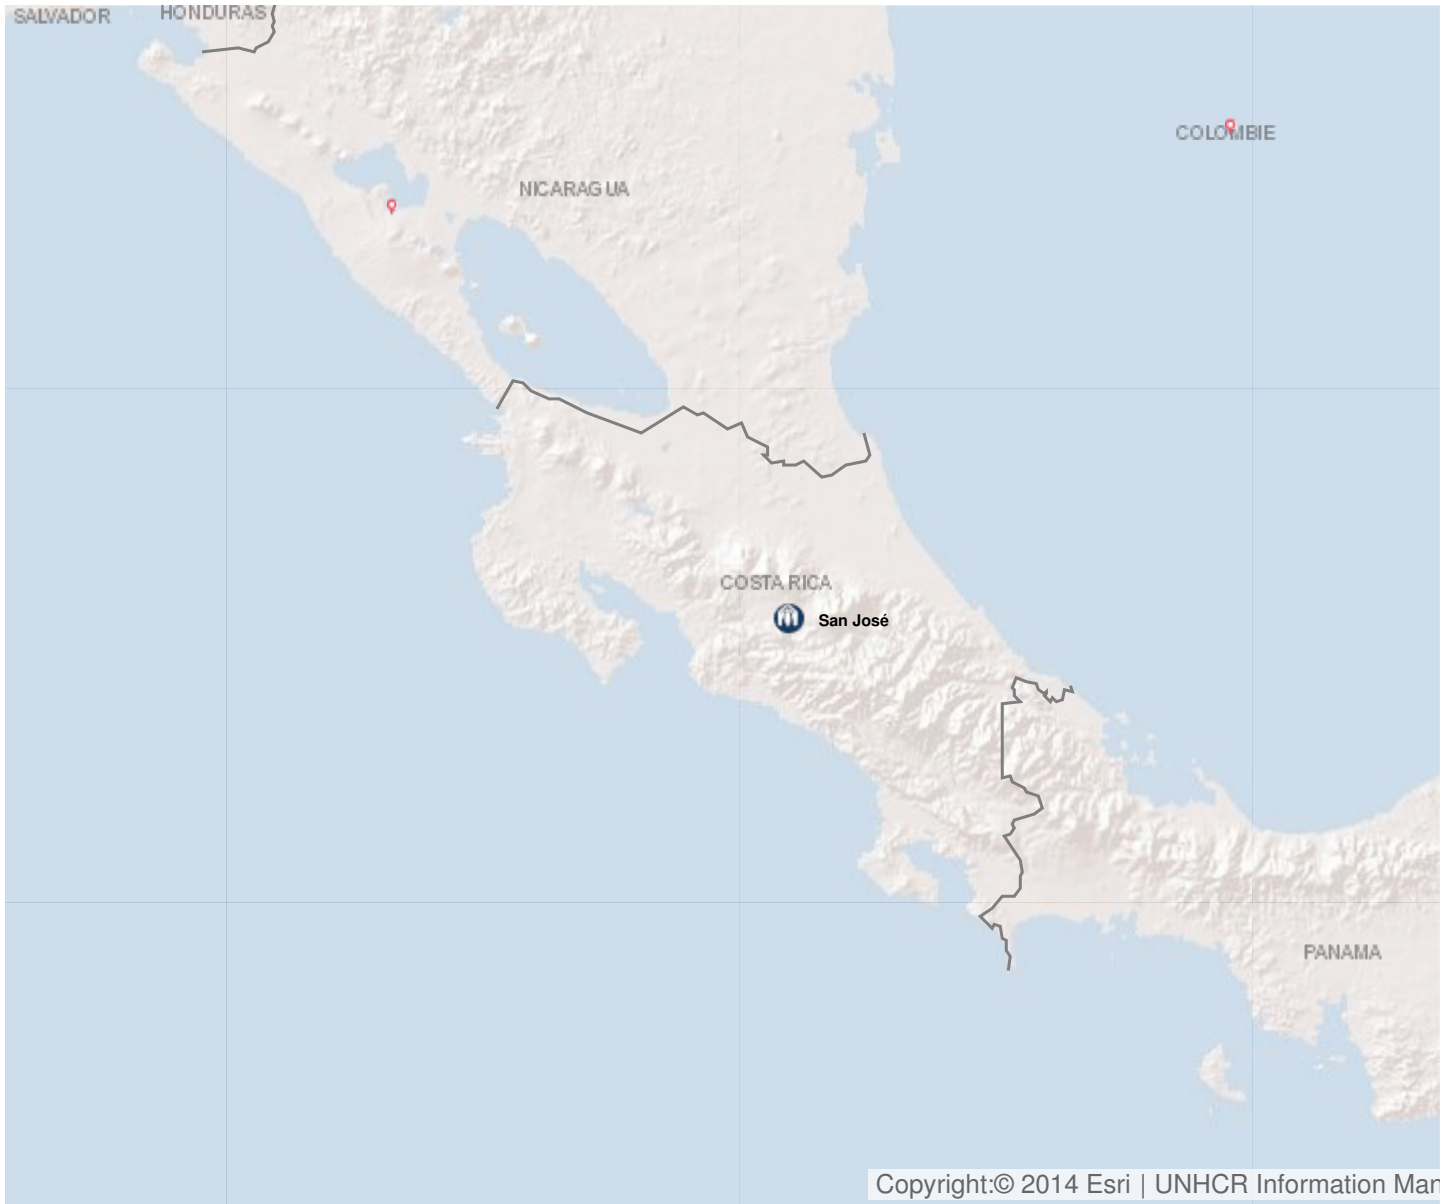 SALVADOR
HONDURAS
COLOMBIE
NICARAGUA
COSTA RICA
San José
PANAMA
Copyright:© 2014 Esri | UNHCR Information Man